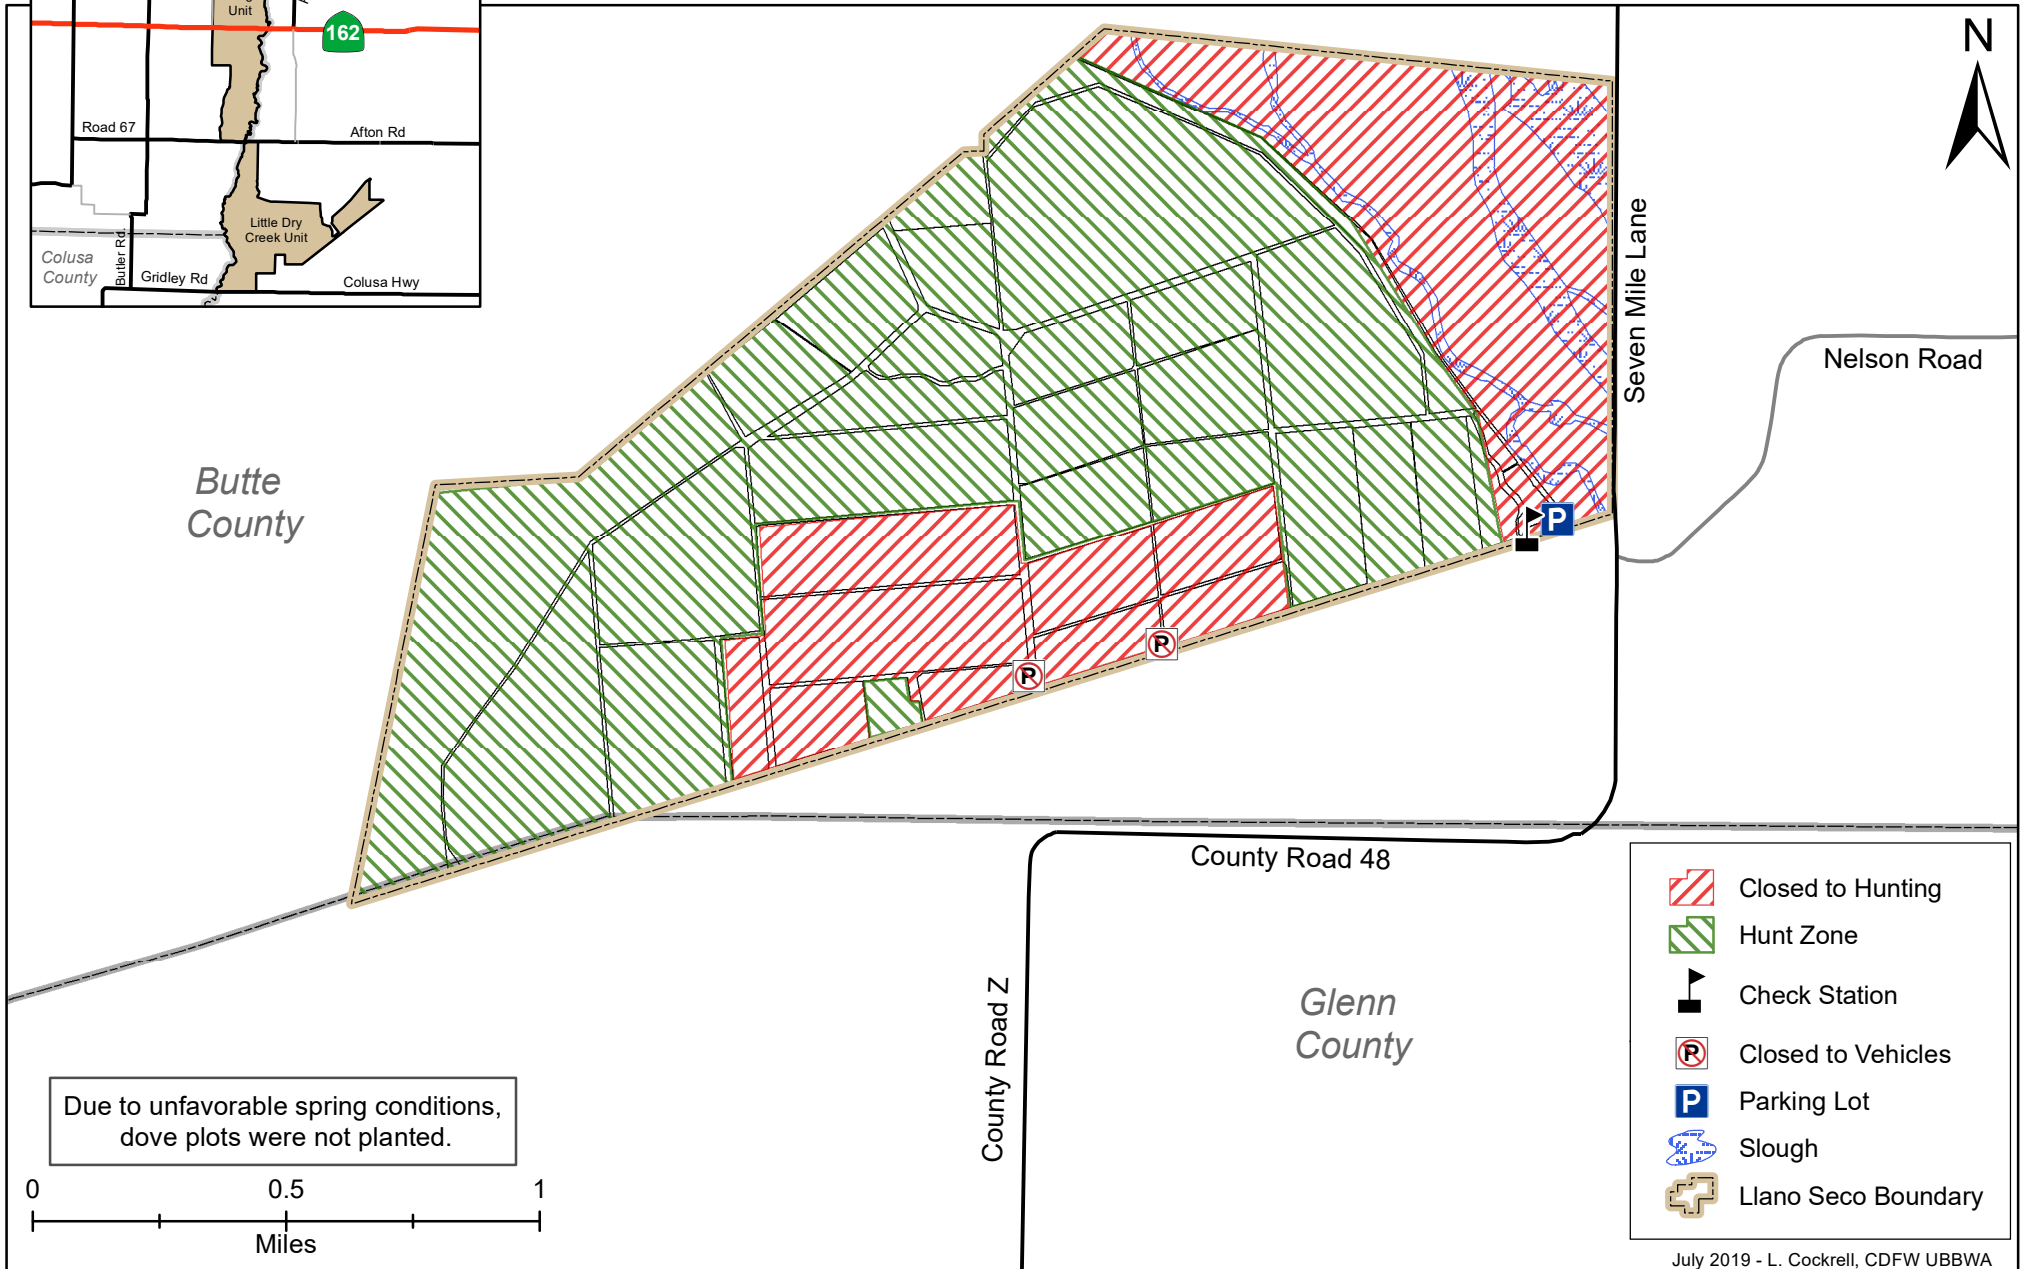 Unit
162
Road 67
Afton Rd
Little Dry
Creek Unit
Colusa
County
Butler Rd.
Gridley Rd
Colusa Hwy
N
Seven Mile Lane
Nelson Road
Butte
County
P
P
P
County Road 48
County Road Z
Glenn
County
Due to unfavorable spring conditions,
dove plots were not planted.
0
0.5
1
Miles
Closed to Hunting
Hunt Zone
Check Station
P
Closed to Vehicles
P
Parking Lot
Slough
Llano Seco Boundary
July 2019 - L. Cockrell, CDFW UBBWA